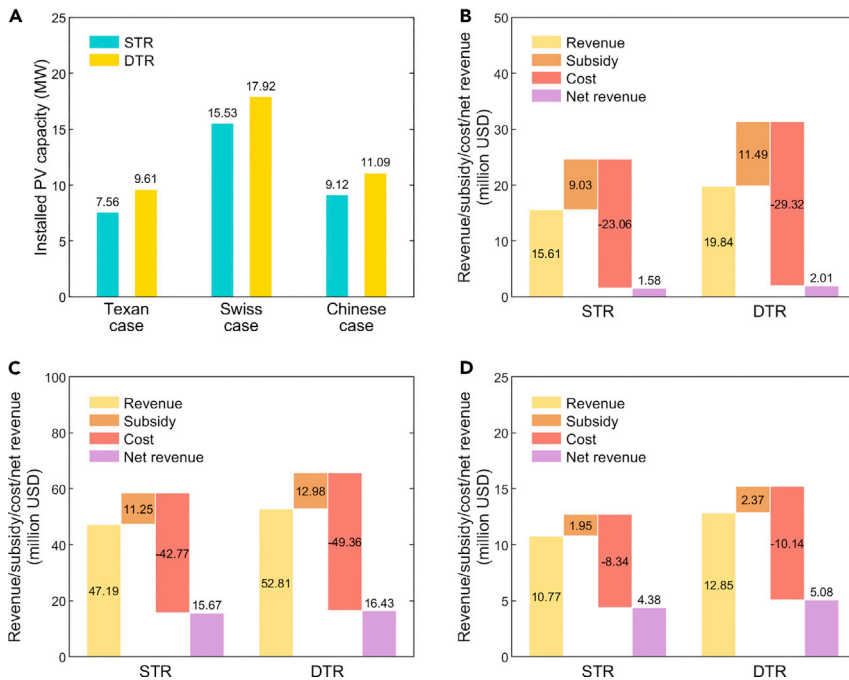 A
Installed PV capacity (MW)
25
20
15
10
5
0
STR
DTR
7.56
9.61
15.53
17.92
9.12
11.09
Texan
case
Swiss
case
Chinese
case
B
Revenue/subsidy/cost/net revenue
(million USD)
50
40
30
20
10
0
Revenue
Subsidy
Cost
Net revenue
15.61
9.03
-23.06
1.58
19.84
11.49
-29.32
2.01
STR
DTR
C
Revenue/subsidy/cost/net revenue
(million USD)
100
80
60
40
20
0
Revenue
Subsidy
Cost
Net revenue
47.19
11.25
-42.77
15.67
52.81
12.98
-49.36
16.43
STR
DTR
D
Revenue/subsidy/cost/net revenue
(million USD)
25
20
15
10
5
0
Revenue
Subsidy
Cost
Net revenue
10.77
1.95
-8.34
4.38
12.85
2.37
-10.14
5.08
STR
DTR